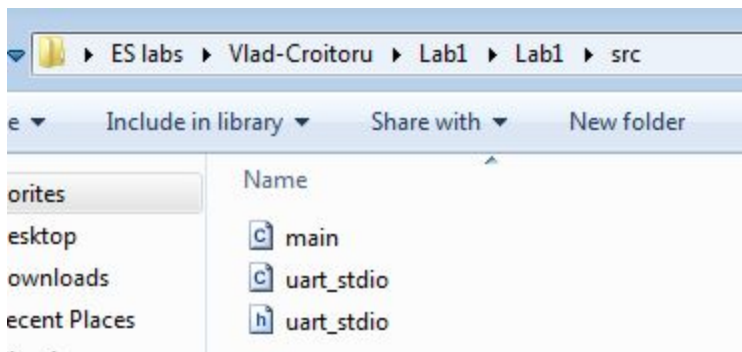 ES labs Vlad-Croitoru Lab1 Lab1 src
e Include in library Share with New folder
Name
orites
esktop
ownloads
ecent Places
c main
c uart_stdio
h uart_stdio